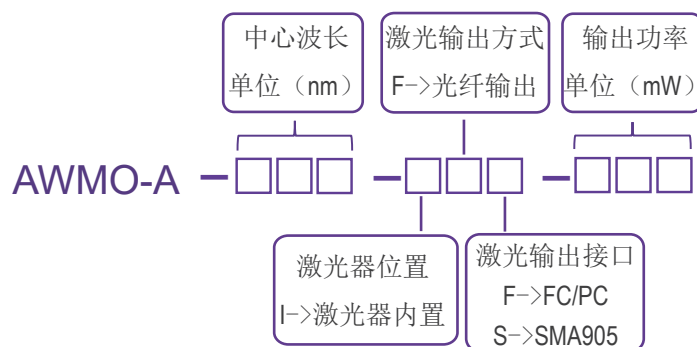 中心波长
单位（nm）
激光输出方式
F->光纤输出
输出功率
单位（mW）
AWMO-A －□□□－□□□－□□□
激光器位置
I->激光器内置
激光输出接口
F->FC/PC
S->SMA905